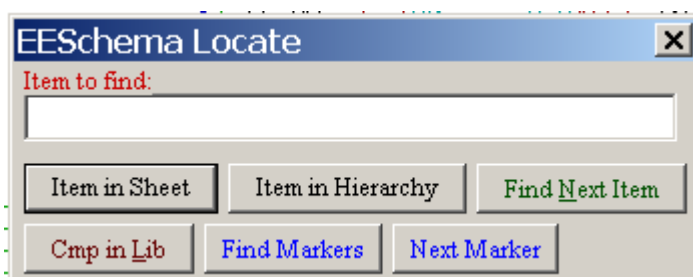 EESchema Locate
Item to find:
Item in Sheet Item in Hierarchy Find Next Item
Cmp in Lib Find Markers Next Marker